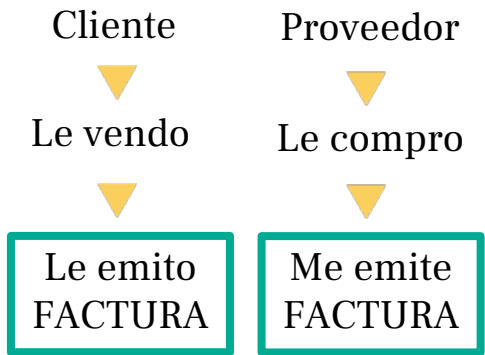 Cliente
Le vendo
Le emito
FACTURA
Proveedor
Le compro
Me emite
FACTURA